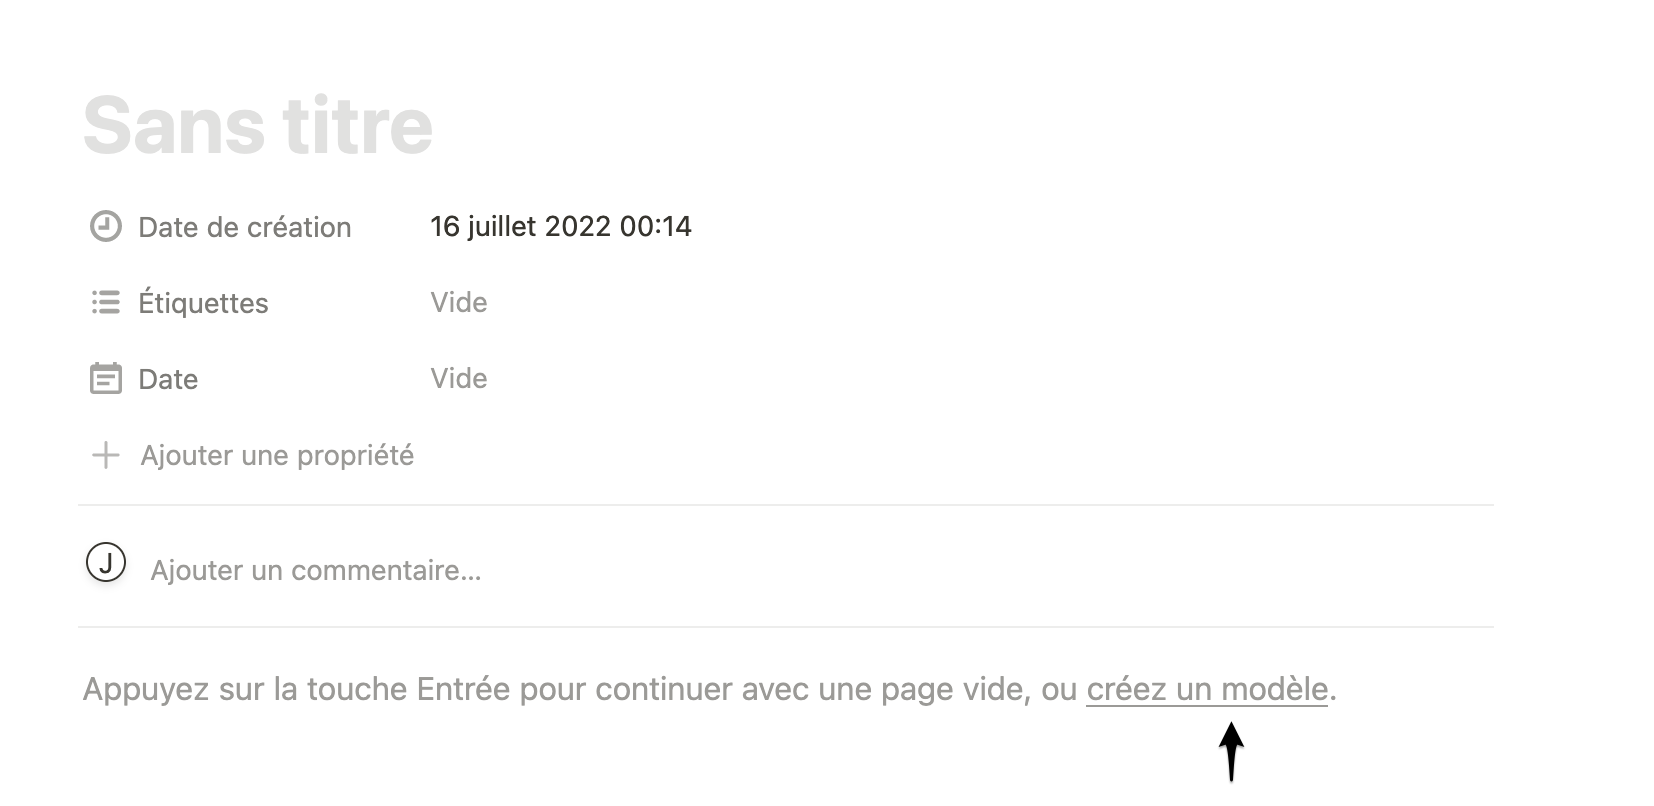 Sans titre
Date de création 16 juillet 2022 00:14
Étiquettes Vide
Date Vide
Ajouter une propriété
J Ajouter un commentaire...
Appuyez sur la touche Entrée pour continuer avec une page vide, ou créez un modèle.